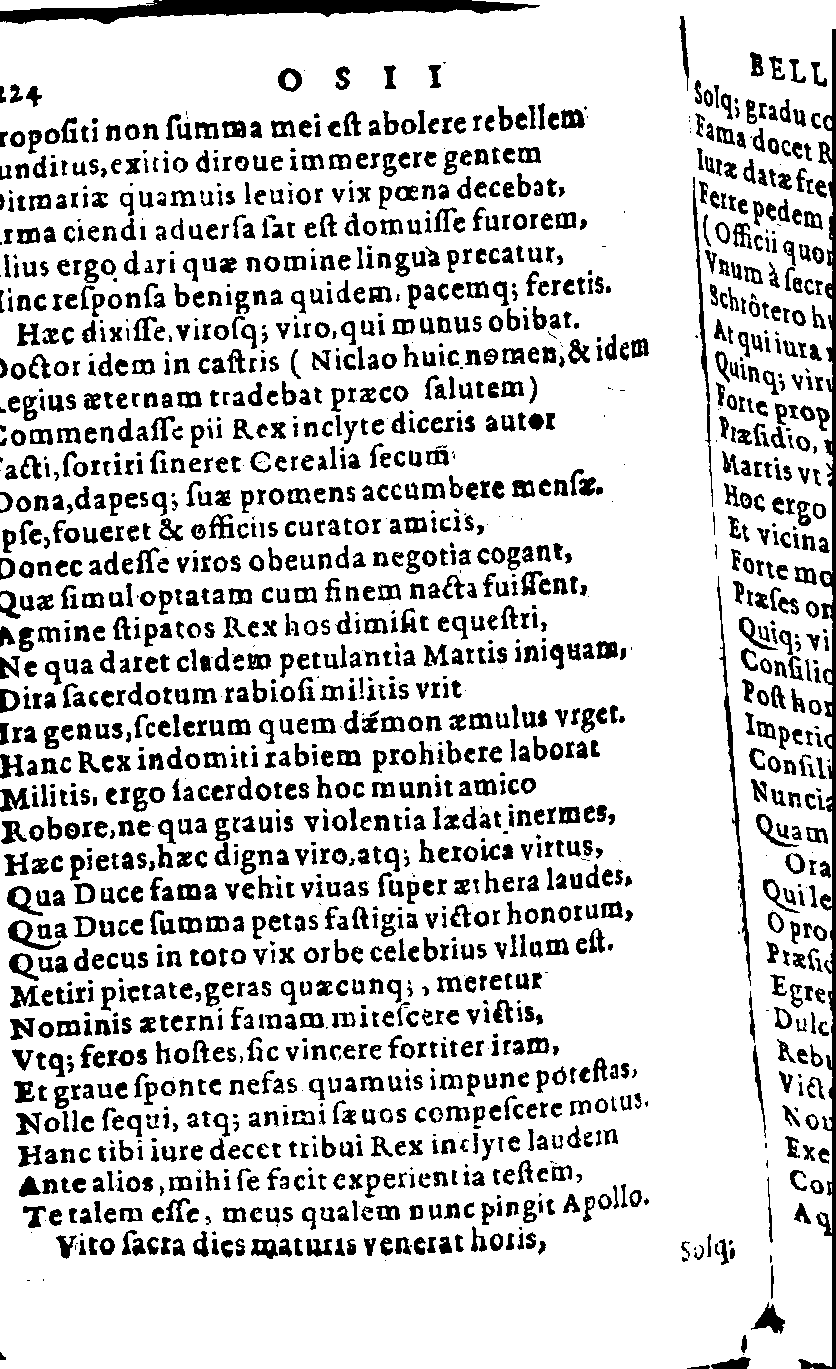 224 OSII
ropoſiti non ſumma mei eſt abolere rebellem
unditus, exitio diroue immergere gentem
itmariæ quamuis leuior vix pœna decebat,
rma ciendi aduerſa ſat eſt domuiſſe furorem,
lius ergo dari quæ nomine linguà precatur,
inc reſponſa benigna quidem, pacemq; feretis.
Hæc dixiſſe, viroſq; viro, qui munus obibat.
Doctor idem in caſtris ( Niclao huic nomen, & idem
egius æternam tradebat præco ſalutem)
Commendaſſe pii Rex inclyte diceris autor
acti, ſortiri ſineret Cerealia ſecum̃
Dona, dapesq; ſuæ promens accumbere menſæ.
pſe, foueret & officiis curator amicis,
Donec adeſſe viros obeunda negotia cogant,
Quæ ſimul optatam cum finem nacta fuiſſent,
Agmine ſtipatos Rex hos dimiſit equeſtri,
Ne qua daret cladem petulantia Martis iniquam,
Dira ſacerdotum rabioſi militis vrit
Ira genus, ſcelerum quem dǽmon æmulus vrget.
Hanc Rex indomiti rabiem prohibere laborat
Militis, ergo ſacerdotes hoc munit amico
Robore, ne qua grauis violentia lædat inermes,
Hæc pietas, hæc digna viro, atq; heroica virtus,
Qua Duce fama vehit viuas ſuper æthera laudes,
Qua Duce ſumma petas faſtigia victor honorum,
Qua decus in toto vix orbe celebrius vllum eſt.
Metiri pietate, geras quæcunq;, meretur
Nominis æterni famam miteſcere victis,
Vtq; feros hoſtes, ſic vincere fortiter iram,
Et graue ſponte nefas quamuis impune poteſtas,
Nolle ſequi, atq; animi ſæuos compeſcere motus.
Hanc tibi iure decet tribui Rex inclyte laudem
Ante alios, mihi ſe facit experientia teſtem,
Te talem eſſe, meus qualem nunc pingit Apollo.
Vito ſacra dies maturis venerat horis,
Solq;
BELL
Solq; gradu co
Fama docet R
Iuræ datæ fre
Ferre pedem
(Officii quor
Vnum à ſecre
Schrôtero h
At qui iura
Quinq; viru
Forte prop
Præſidio,
Martis vt
Hoc ergo
Et vicina
Forte mo
Præſes or
Quiq; vi
Conſilio
Poſt hor
Imperio
Conſili
Nuncia
Quam
Ora
Qui le
O pro
Præſid
Egre
Dulc
Rebu
Victo
Non
Exe
Cor
Aq